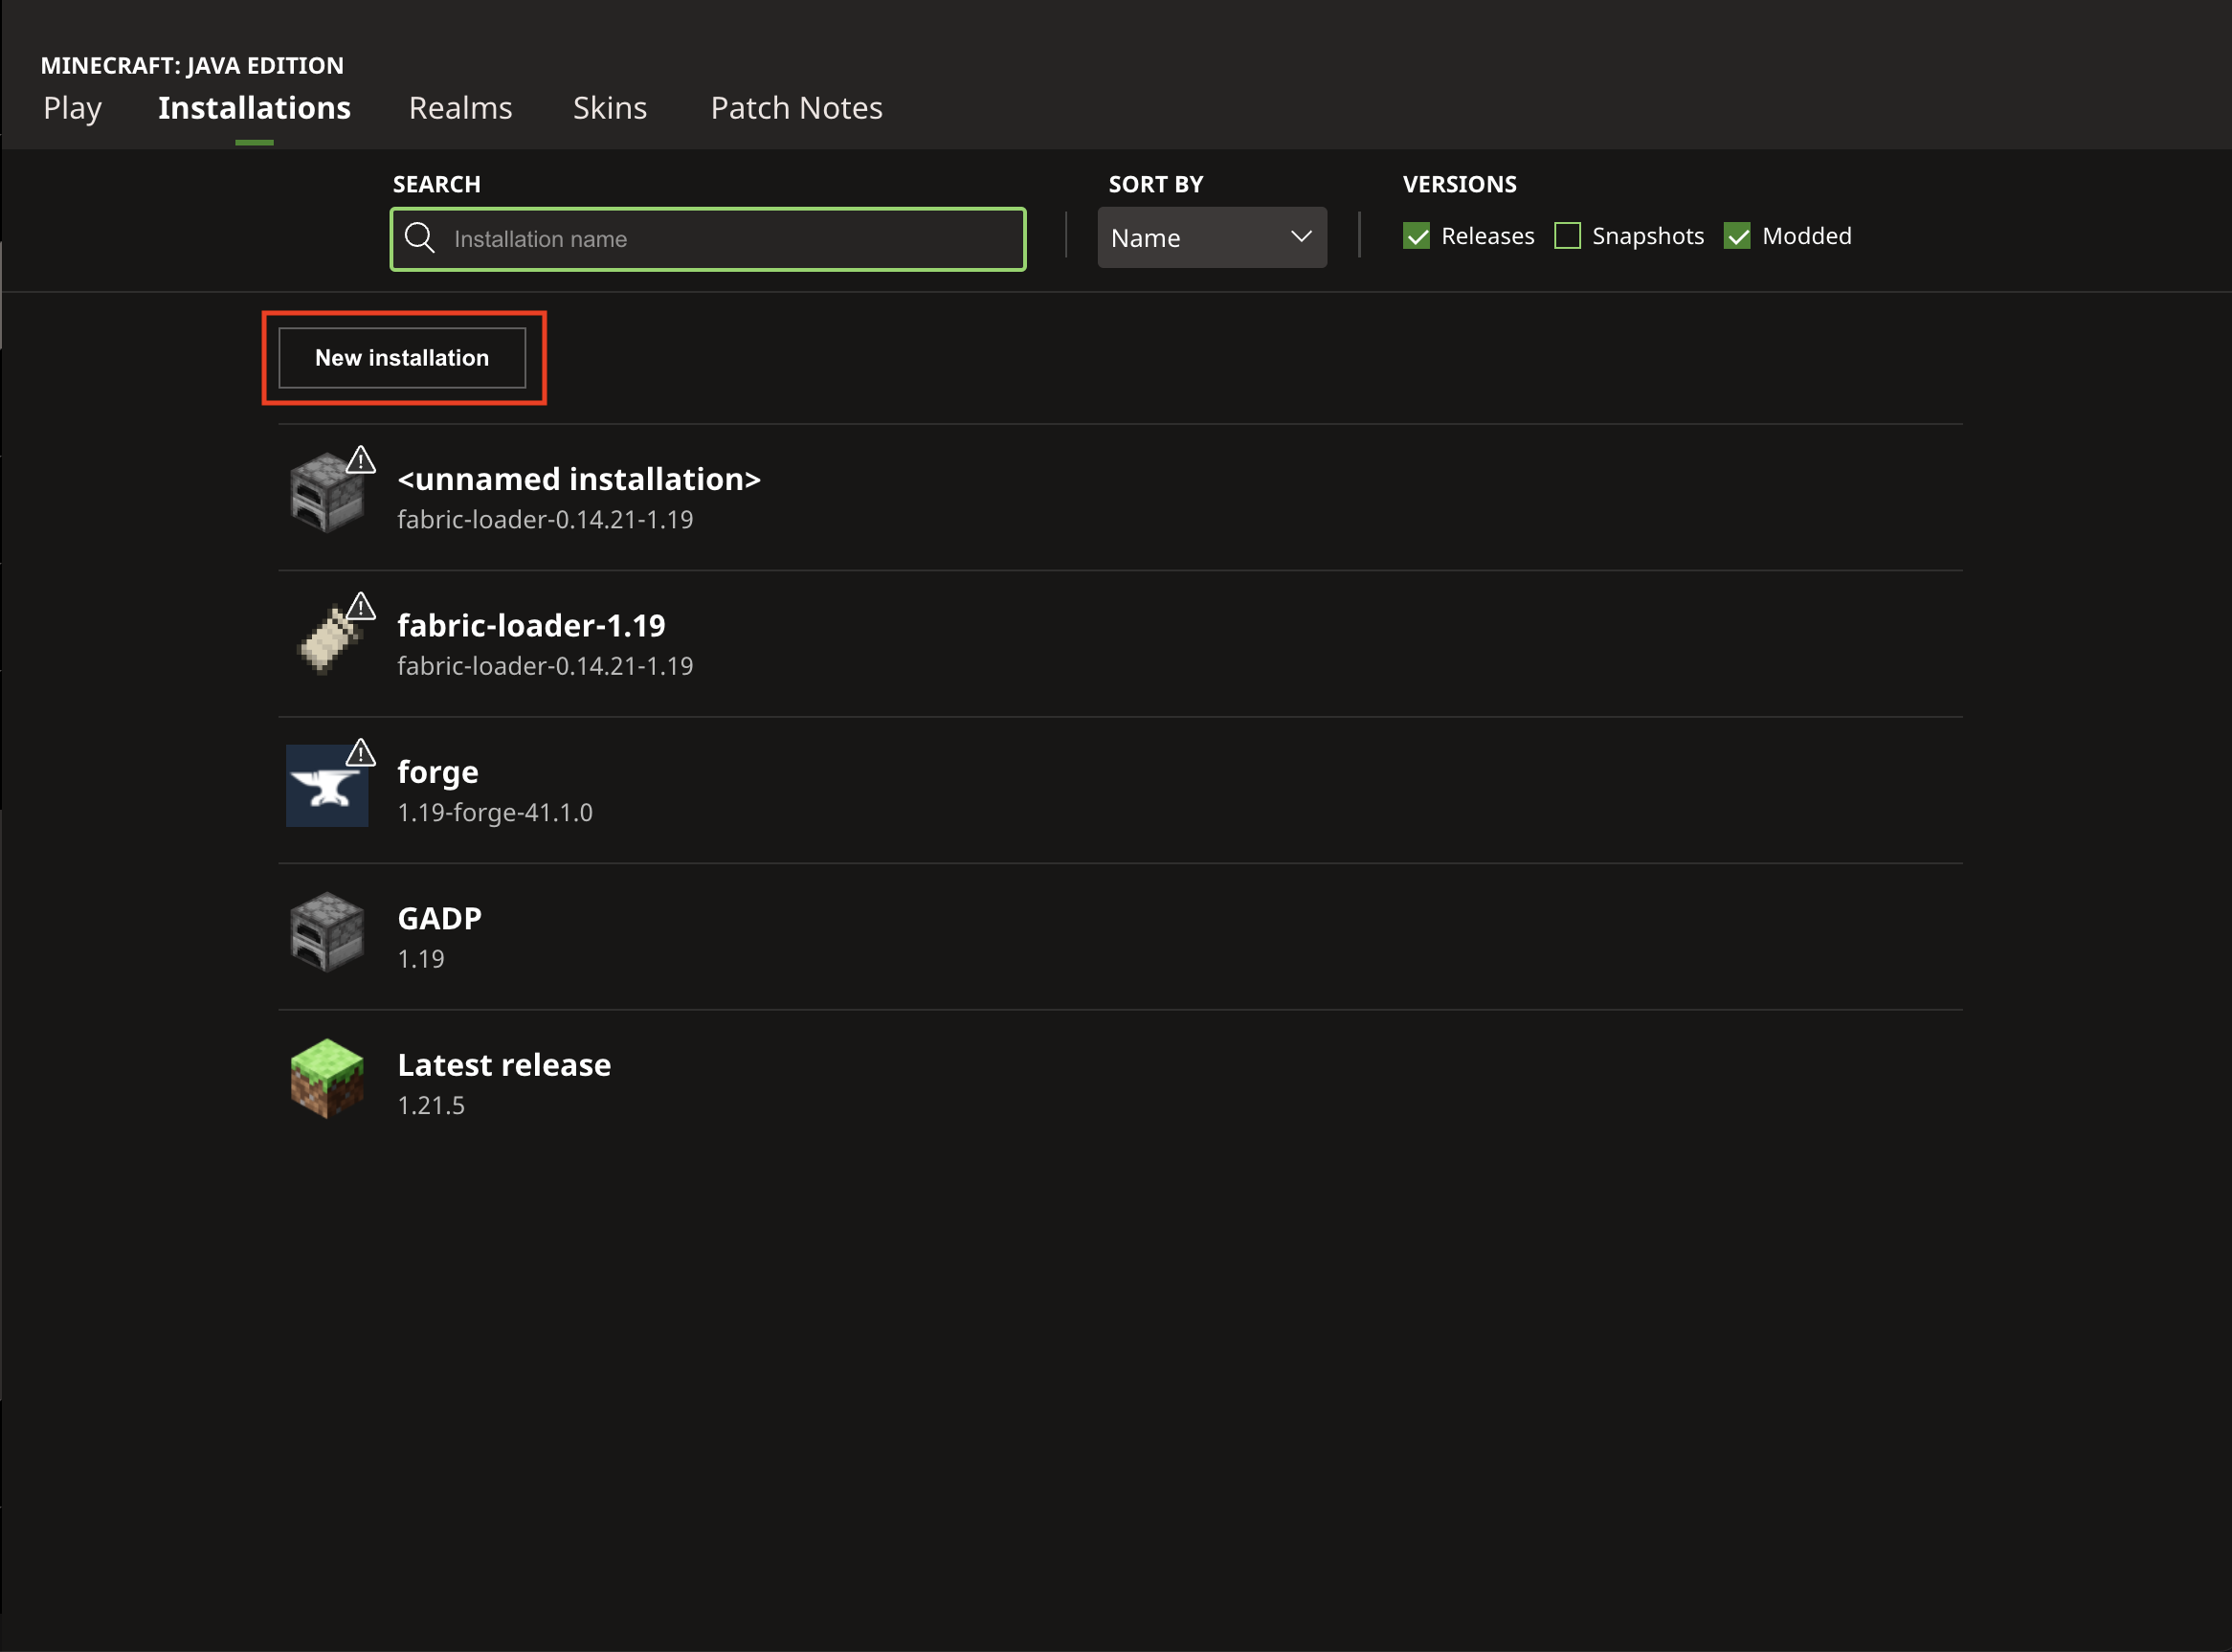 MINECRAFT: JAVA EDITION
Play Installations Realms Skins Patch Notes
SEARCH SORT BY VERSIONS
Installation name Name Releases Snapshots Modded
New installation
<unnamed installation>
fabric-loader-0.14.21-1.19
fabric-loader-1.19
fabric-loader-0.14.21-1.19
forge
1.19-forge-41.1.0
GADP
1.19
Latest release
1.21.5